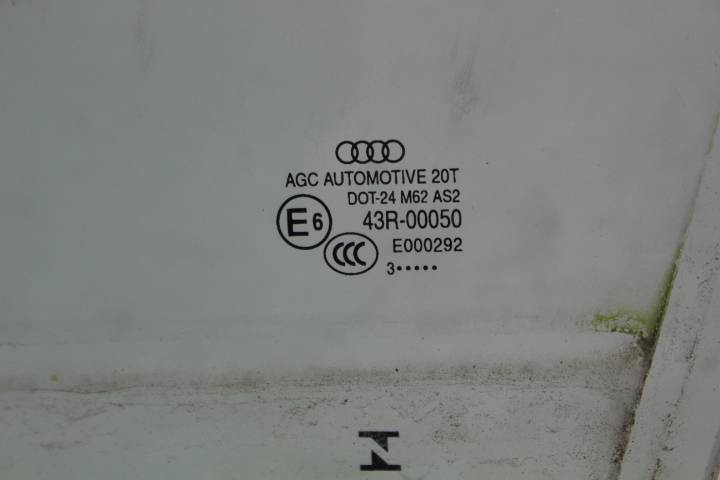 AGC AUTOMOTIVE 20T
DOT-24 M62 AS2
E6 43R-00050
CCC E000292
3•••••